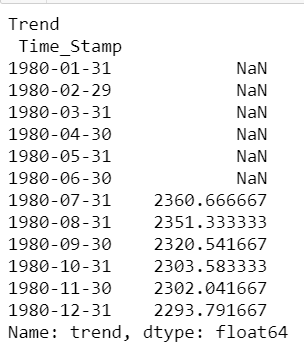 Trend
Time_Stamp
1980-01-31 NaN
1980-02-29 NaN
1980-03-31 NaN
1980-04-30 NaN
1980-05-31 NaN
1980-06-30 NaN
1980-07-31 2360.666667
1980-08-31 2351.333333
1980-09-30 2320.541667
1980-10-31 2303.583333
1980-11-30 2302.041667
1980-12-31 2293.791667
Name: trend, dtype: float64